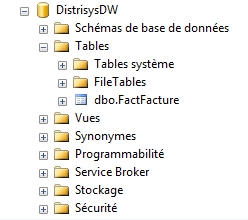 DistrisysDW
Schémas de base de données
Tables
Tables système
FileTables
dbo.FactFacture
Vues
Synonymes
Programmabilité
Service Broker
Stockage
Sécurité